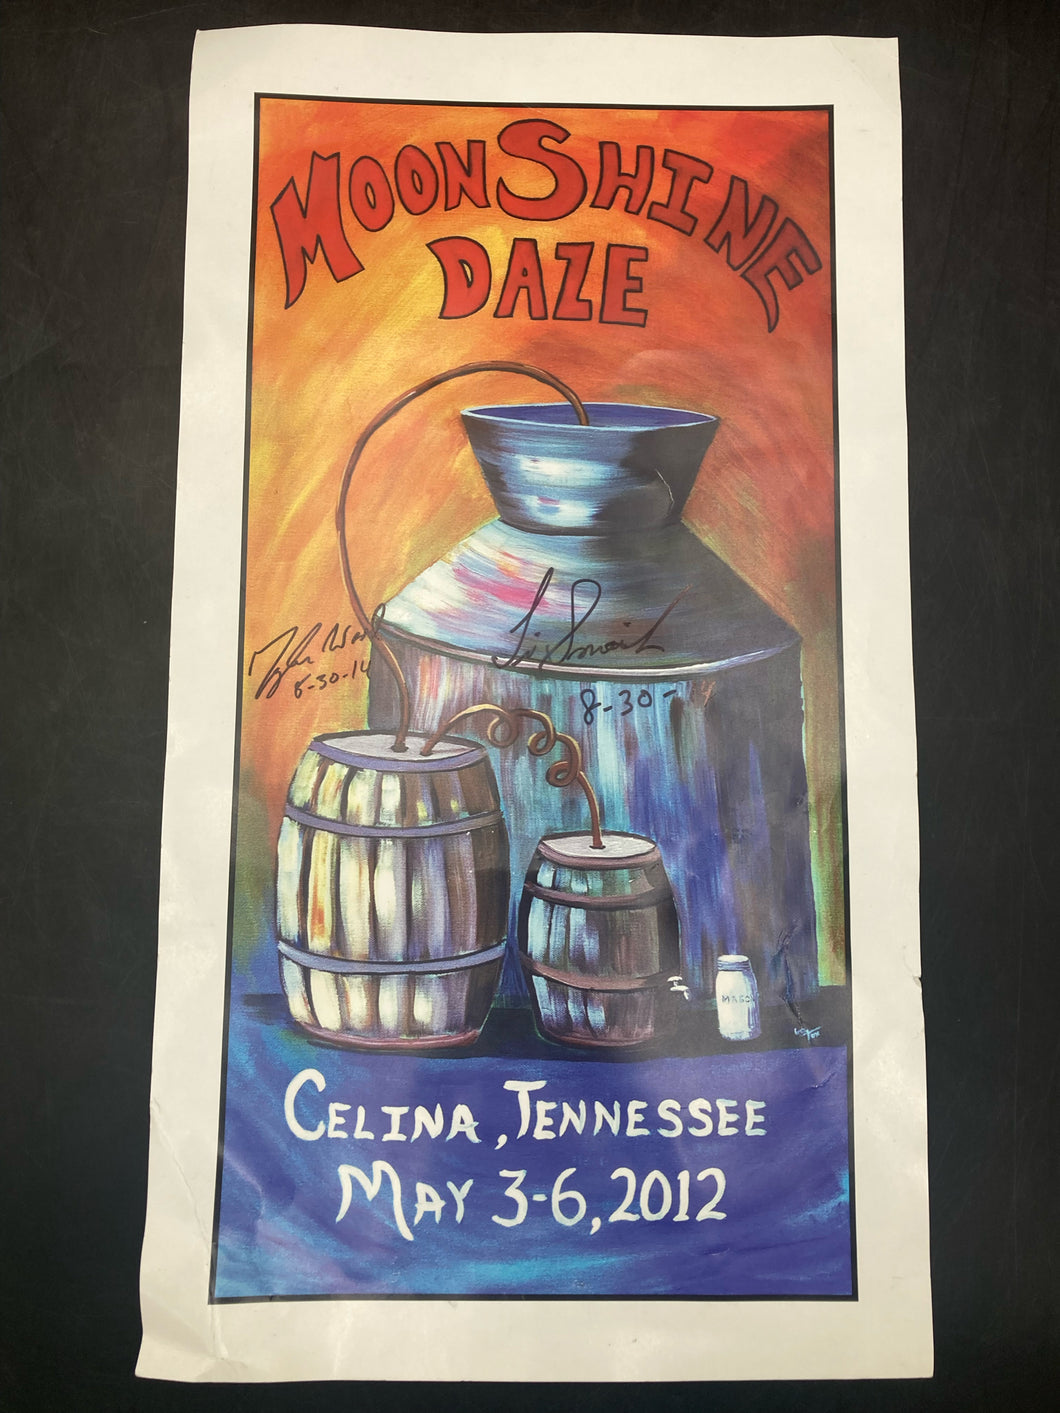 MOONSHINE
DAZE
8-30-14
8-30-
CELINA, TENNESSEE
MAY 3-6, 2012